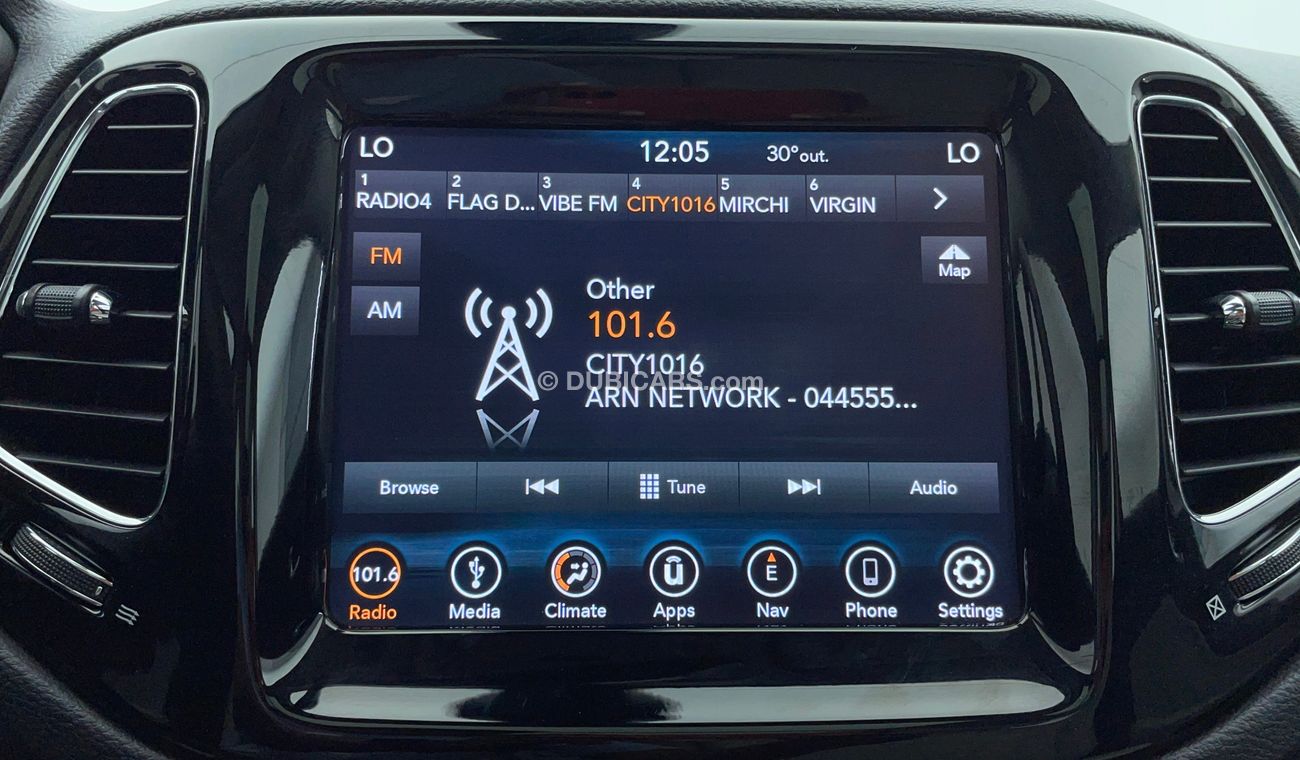 LO 12:05 30°out. LO
1 2 3 4 5 6
RADIO4 FLAG D... VIBE FM CITY1016 MIRCHI VIRGIN >
FM
Map
AM
Other
101.6
CITY1016
© DUBICABS.com
ARN NETWORK - 044555...
Browse Tune Audio
101.6 E
Radio Media Climate Apps Nav Phone Settings